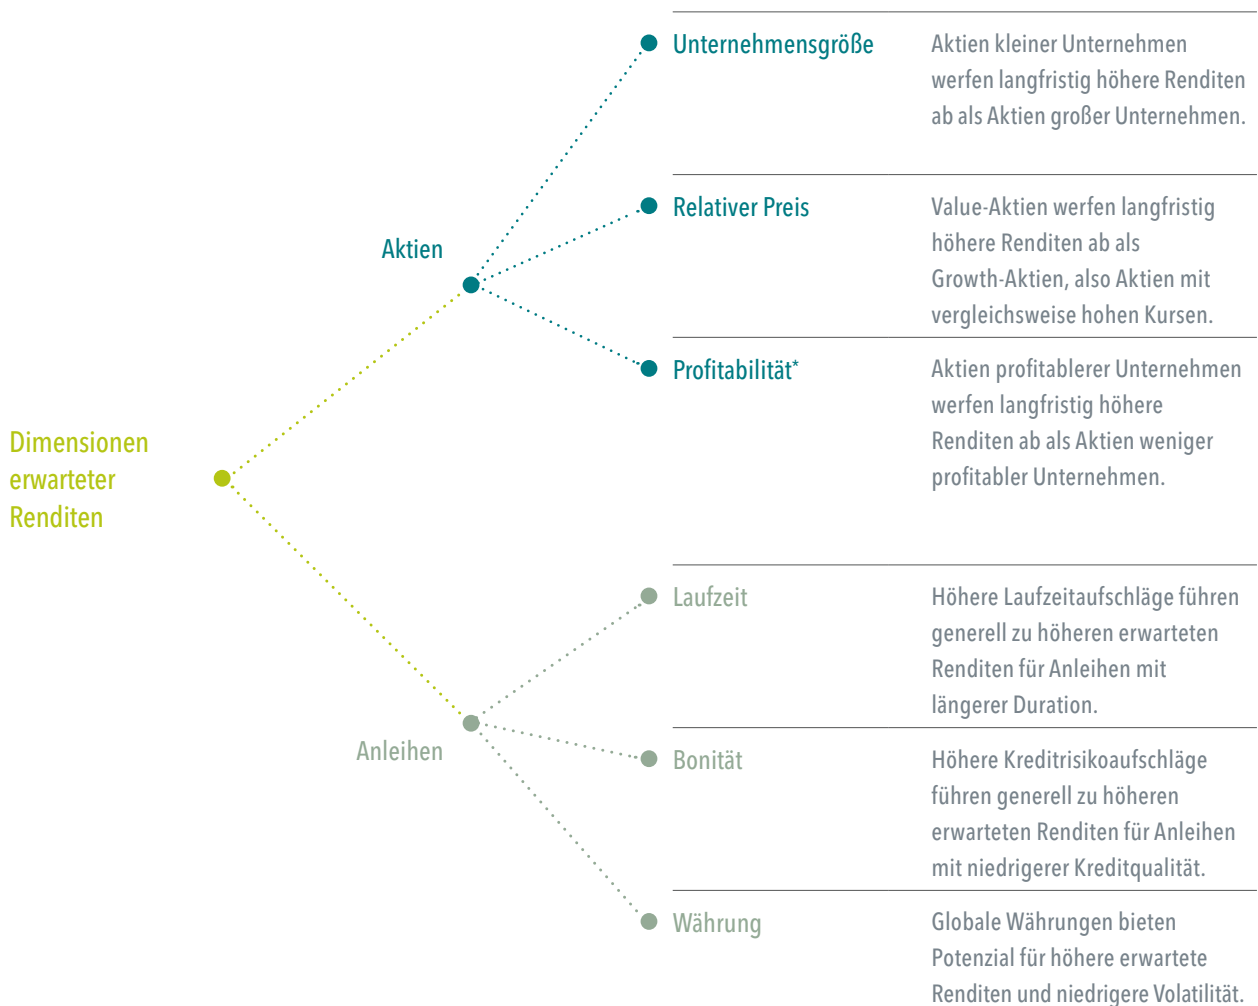 Dimensionen
erwarteter
Renditen
Aktien
Unternehmensgröße
Aktien kleiner Unternehmen
werfen langfristig höhere Renditen
ab als Aktien großer Unternehmen.
Relativer Preis
Value-Aktien werfen langfristig
höhere Renditen ab als
Growth-Aktien, also Aktien mit
vergleichsweise hohen Kursen.
Profitabilität*
Aktien profitablerer Unternehmen
werfen langfristig höhere
Renditen ab als Aktien weniger
profitabler Unternehmen.
Anleihen
Laufzeit
Höhere Laufzeitaufschläge führen
generell zu höheren erwarteten
Renditen für Anleihen mit
längerer Duration.
Bonität
Höhere Kreditrisikoaufschläge
führen generell zu höheren
erwarteten Renditen für Anleihen
mit niedrigerer Kreditqualität.
Währung
Globale Währungen bieten
Potenzial für höhere erwartete
Renditen und niedrigere Volatilität.